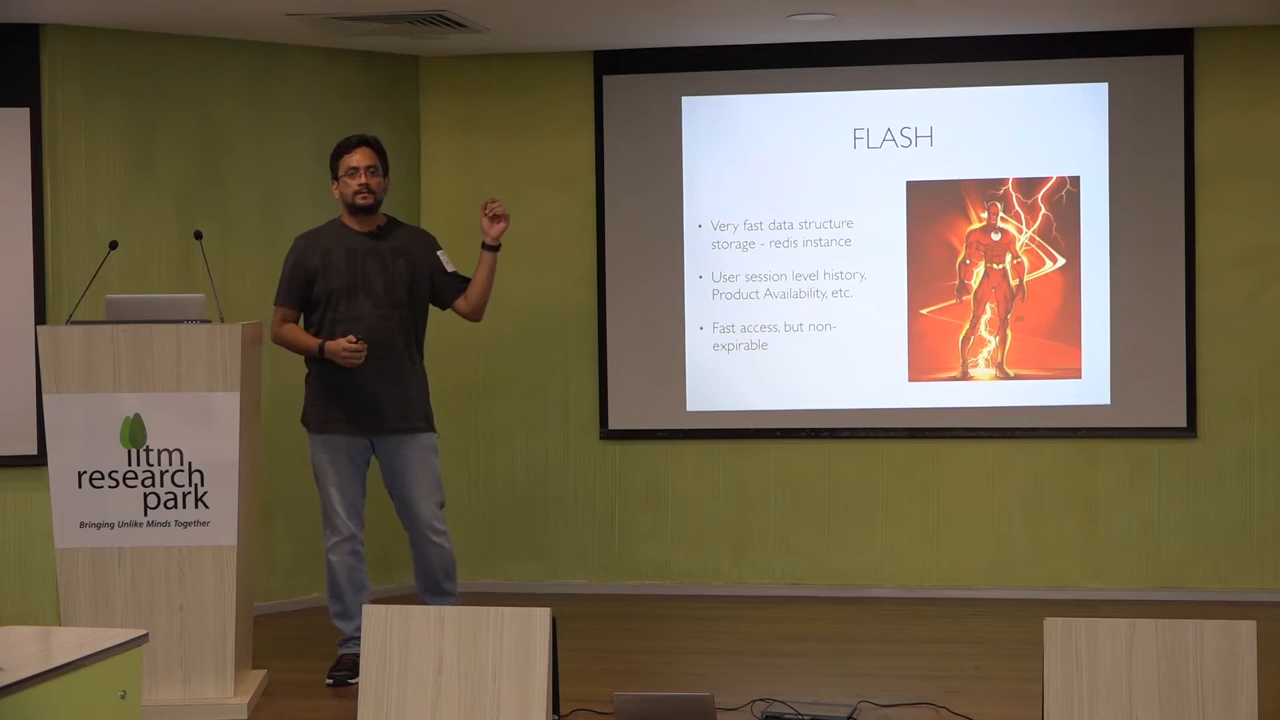 FLASH
• Very fast data structure
storage - redis instance
• User session level history,
Product Availability, etc.
• Fast access, but non-
expirable
iitm
research
park
Bringing Unlike Minds Together